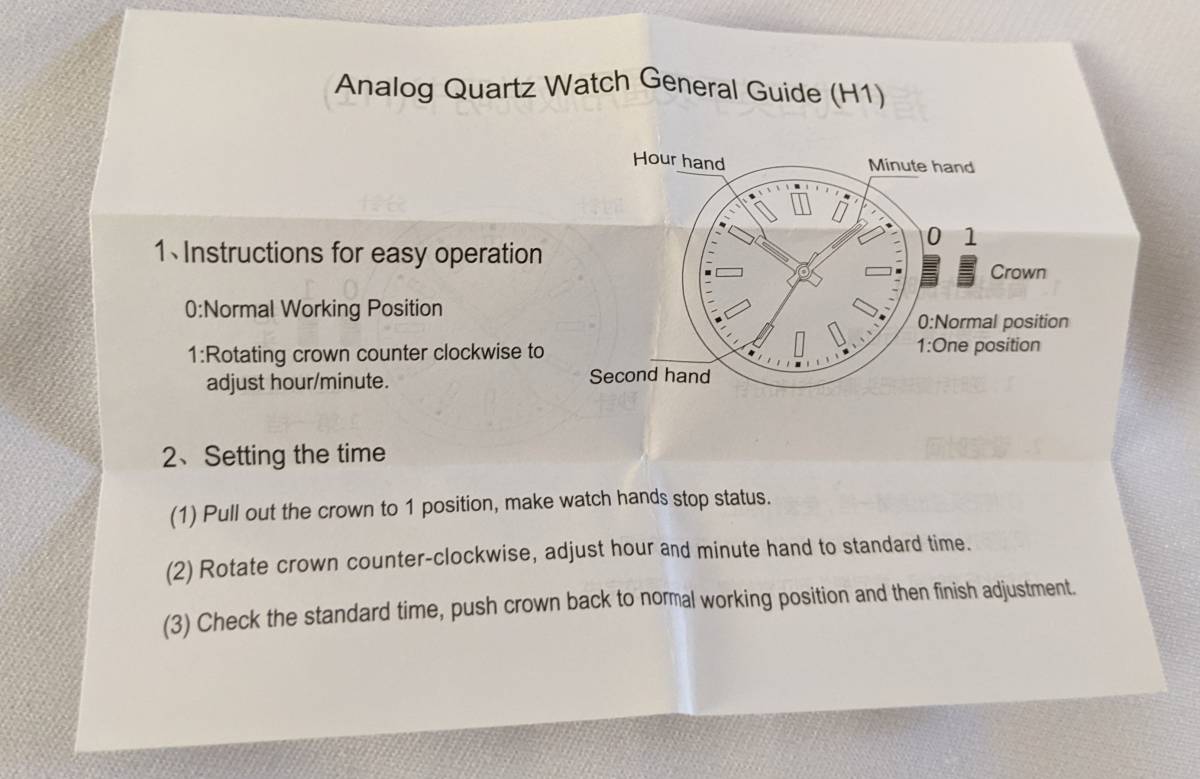 Analog Quartz Watch General Guide (H1)
Hour hand
Minute hand
0 1
Crown
0:Normal position
1:One position
Second hand
1、Instructions for easy operation
0:Normal Working Position
1:Rotating crown counter clockwise to
adjust hour/minute.
2、Setting the time
(1) Pull out the crown to 1 position, make watch hands stop status.
(2) Rotate crown counter-clockwise, adjust hour and minute hand to standard time.
(3) Check the standard time, push crown back to normal working position and then finish adjustment.